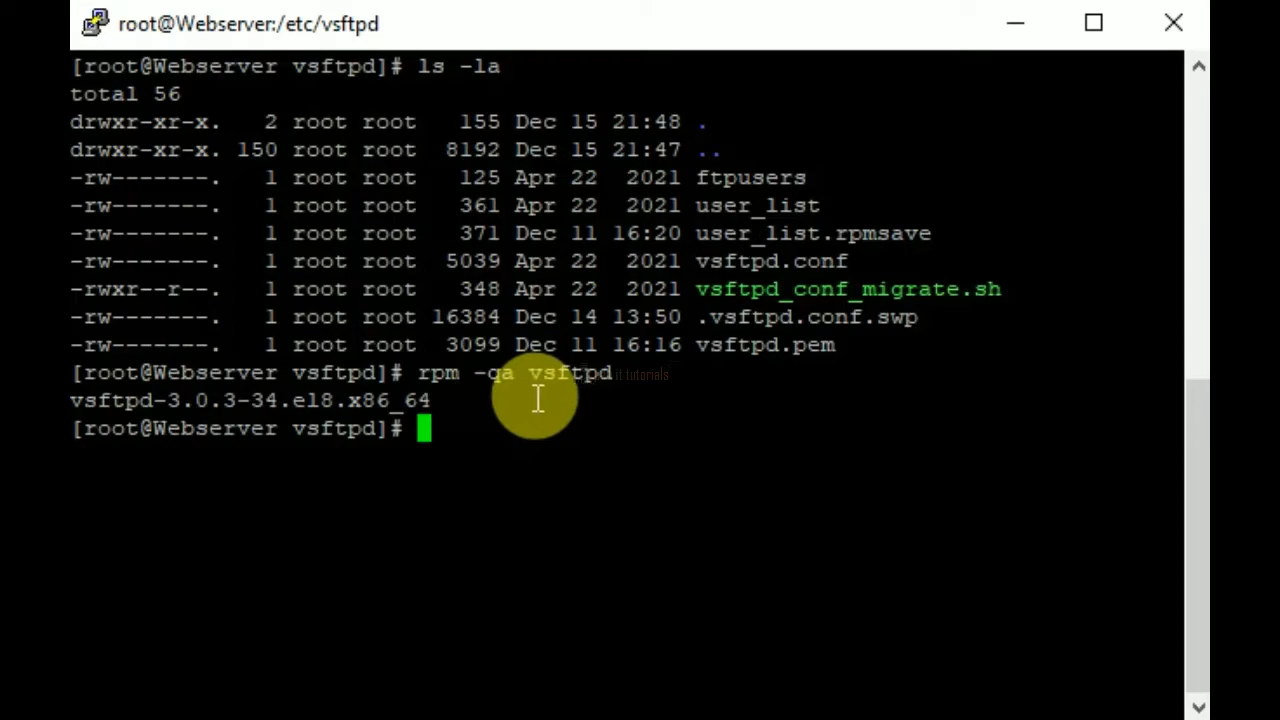 root@Webserver:/etc/vsftpd
[root@Webserver vsftpd]# ls -la
total 56
drwxr-xr-x.   2 root root   155 Dec 15 21:48 .
drwxr-xr-x. 150 root root  8192 Dec 15 21:47 ..
-rw-------.   1 root root   125 Apr 22  2021 ftpusers
-rw-------.   1 root root   361 Apr 22  2021 user_list
-rw-------.   1 root root   371 Dec 11 16:20 user_list.rpmsave
-rw-------.   1 root root  5039 Apr 22  2021 vsftpd.conf
-rwxr--r--.   1 root root   348 Apr 22  2021 vsftpd_conf_migrate.sh
-rw-------.   1 root root 16384 Dec 14 13:50 .vsftpd.conf.swp
-rw-------.   1 root root  3099 Dec 11 16:16 vsftpd.pem
[root@Webserver vsftpd]# rpm -qa vsftpd
it tutorials
vsftpd-3.0.3-34.el8.x86_64
[root@Webserver vsftpd]#